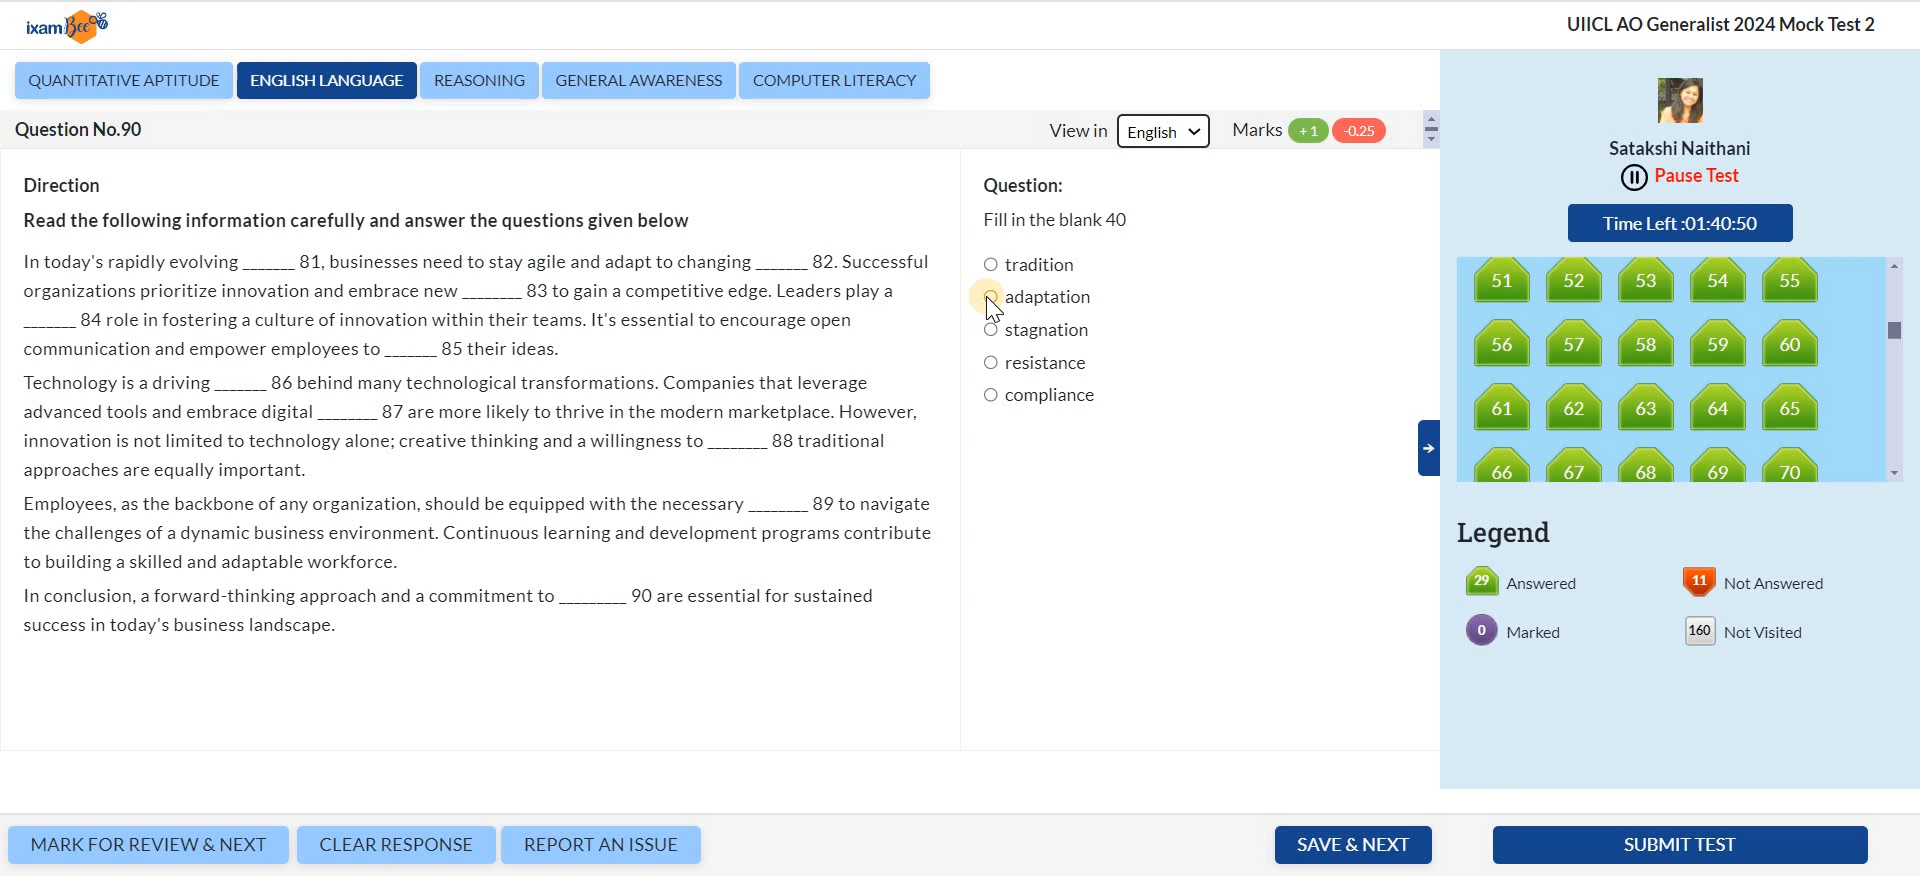 ixamBee
UIICL AO Generalist 2024 Mock Test 2
QUANTITATIVE APTITUDE
ENGLISH LANGUAGE
REASONING
GENERAL AWARENESS
COMPUTER LITERACY
Question No.90
View in
English
Marks
+1
-0.25
Direction
Read the following information carefully and answer the questions given below
In today's rapidly evolving ______ 81, businesses need to stay agile and adapt to changing ______ 82. Successful
organizations prioritize innovation and embrace new _______ 83 to gain a competitive edge. Leaders play a
______ 84 role in fostering a culture of innovation within their teams. It's essential to encourage open
communication and empower employees to ______ 85 their ideas.
Technology is a driving ______ 86 behind many technological transformations. Companies that leverage
advanced tools and embrace digital _______ 87 are more likely to thrive in the modern marketplace. However,
innovation is not limited to technology alone; creative thinking and a willingness to _______ 88 traditional
approaches are equally important.
Employees, as the backbone of any organization, should be equipped with the necessary _______ 89 to navigate
the challenges of a dynamic business environment. Continuous learning and development programs contribute
to building a skilled and adaptable workforce.
In conclusion, a forward-thinking approach and a commitment to ________ 90 are essential for sustained
success in today's business landscape.
Question:
Fill in the blank 40
tradition
adaptation
stagnation
resistance
compliance
Satakshi Naithani
Pause Test
Time Left :01:40:50
51 52 53 54 55
56 57 58 59 60
61 62 63 64 65
66 67 68 69 70
Legend
29 Answered
11 Not Answered
0 Marked
160 Not Visited
MARK FOR REVIEW & NEXT
CLEAR RESPONSE
REPORT AN ISSUE
SAVE & NEXT
SUBMIT TEST